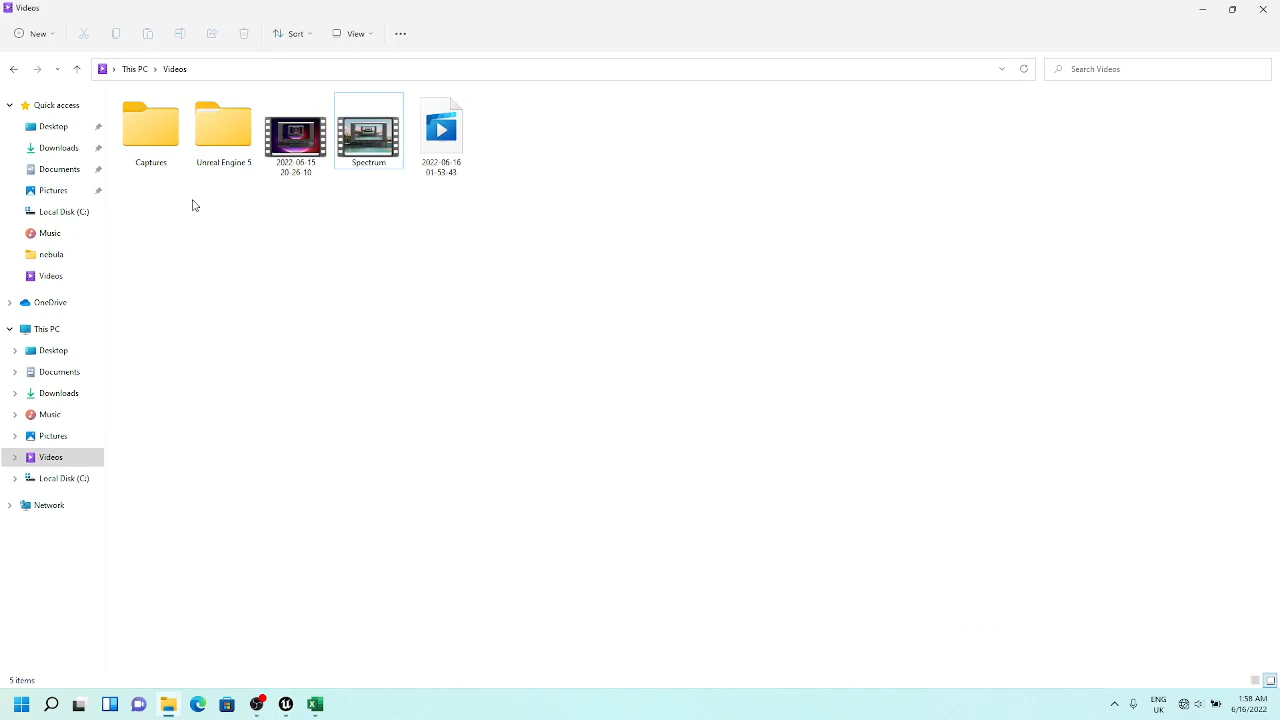 Videos
New
Sort
View
This PC
Videos
Search Videos
Quick access
Desktop
Downloads
Documents
Pictures
Local Disk (C:)
Music
nebula
Videos
OneDrive
This PC
Desktop
Documents
Downloads
Music
Pictures
Videos
Local Disk (C:)
Network
Captures
Unreal Engine 5
2022-06-15
20-26-10
Spectrum
2022-06-16
01-53-43
5 items
ENG
UK
1:58 AM
6/16/2022